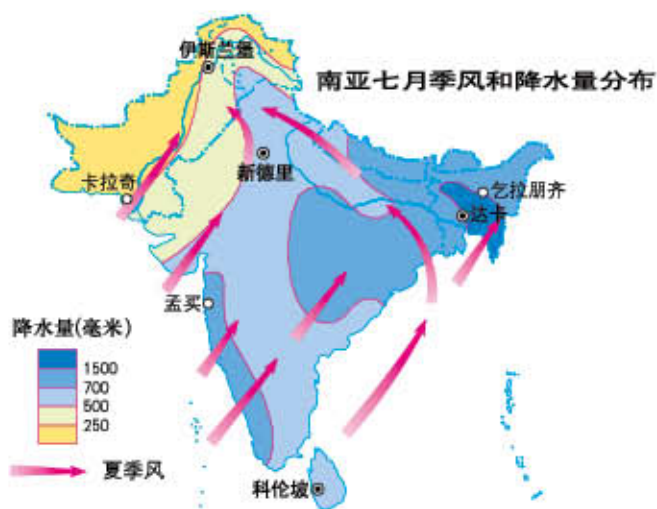 南亚七月季风和降水量分布
伊斯兰堡
新德里
卡拉奇
乞拉朋齐
达卡
孟买
降水量(毫米)
1500
700
500
250
夏季风
科伦坡